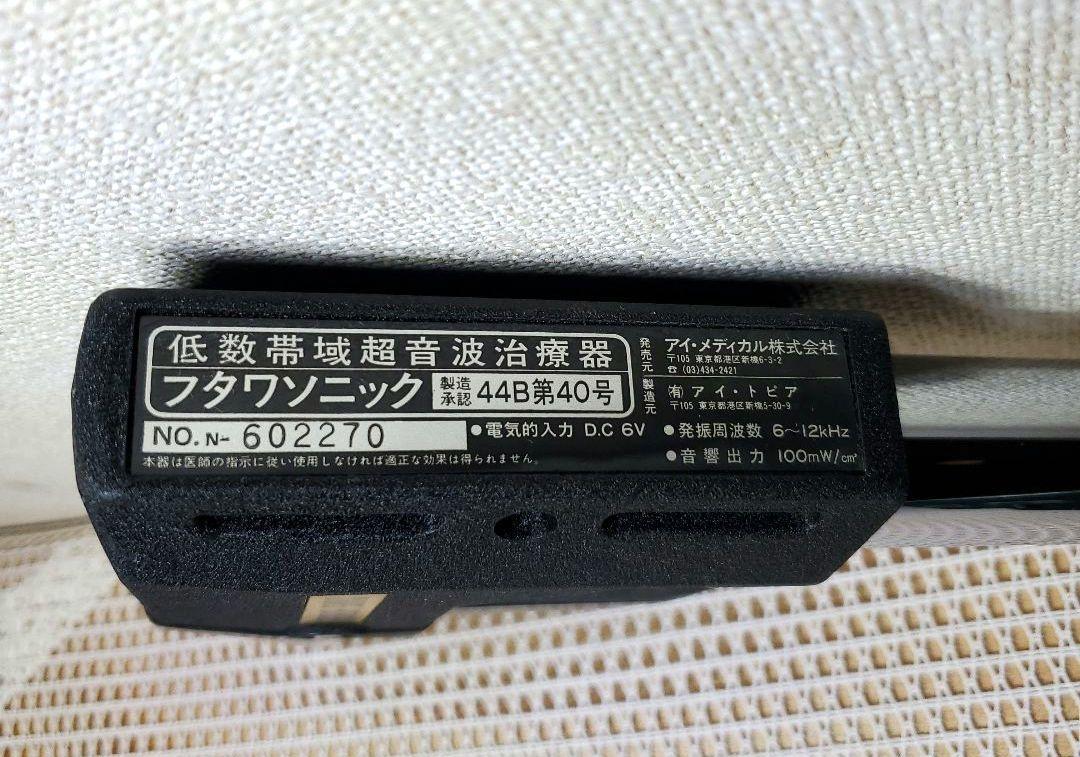 低数帯域超音波治療器
フタワソニック 製造承認 44B第40号
NO. N- 602270
●電気的入力 D.C 6V
本器は医師の指示に従い使用しなければ適正な効果は得られません。
発売元 アイ・メディカル株式会社
〒105 東京都港区新橋6-3-2
☎ (03)434-2421
製造元 (有)アイ・トピア
〒105 東京都港区新橋5-30-9
●発振周波数 6〜12kHz
●音響出力 100mW/cm²